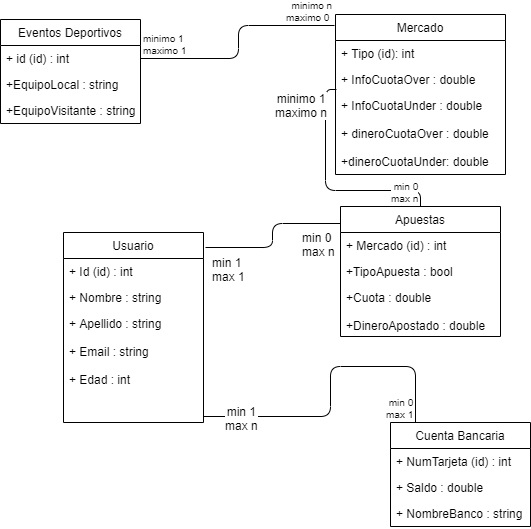 Eventos Deportivos
+ id (id) : int
+EquipoLocal : string
+EquipoVisitante : string
minimo 1
maximo 1
minimo n
maximo 0
Mercado
+ Tipo (id): int
+ InfoCuotaOver : double
+ InfoCuotaUnder : double
+ dineroCuotaOver : double
+dineroCuotaUnder: double
minimo 1
maximo n
min 0
max n
Apuestas
+ Mercado (id) : int
+TipoApuesta : bool
+Cuota : double
+DineroApostado : double
min 0
max n
Usuario
+ Id (id) : int
+ Nombre : string
+ Apellido : string
+ Email : string
+ Edad : int
min 1
max 1
min 1
max n
min 0
max 1
Cuenta Bancaria
+ NumTarjeta (id) : int
+ Saldo : double
+ NombreBanco : string